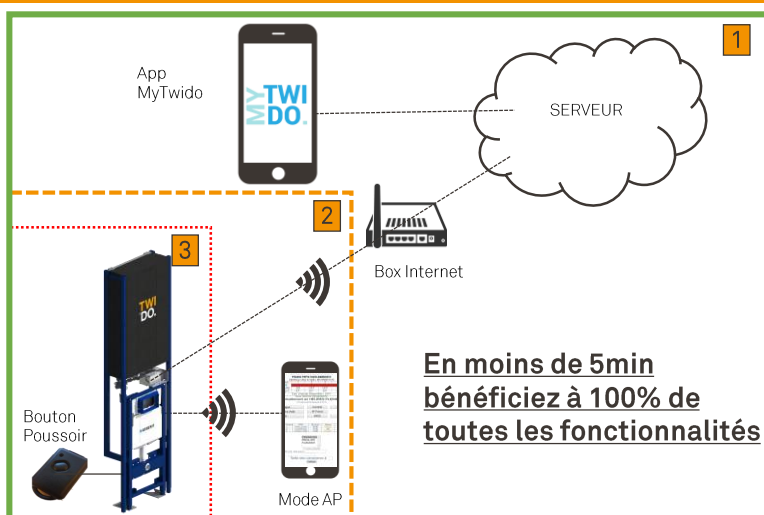 1
App
MyTwido
MY TWI
DO.
SERVEUR
2
Box Internet
3
TWI
DO.
Bouton
Poussoir
Mode AP
En moins de 5min
bénéficiez à 100% de
toutes les fonctionnalités